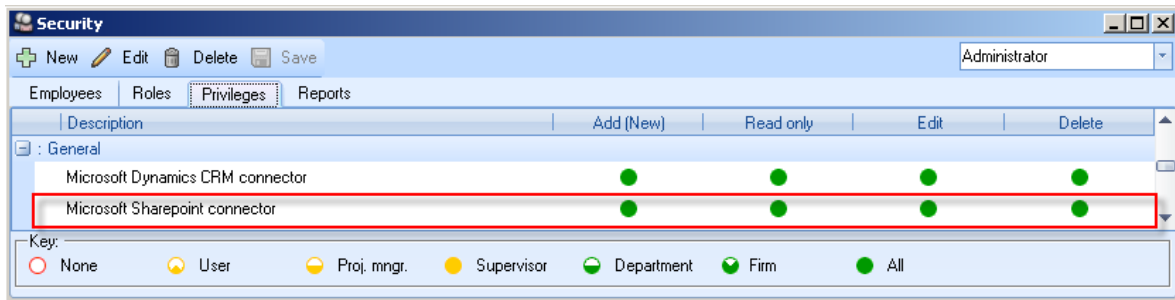 Security
New Edit Delete Save Administrator
Employees Roles Privileges Reports
Description Add (New) Read only Edit Delete
: General
Microsoft Dynamics CRM connector
Microsoft Sharepoint connector
Key:
None User Proj. mngr. Supervisor Department Firm All